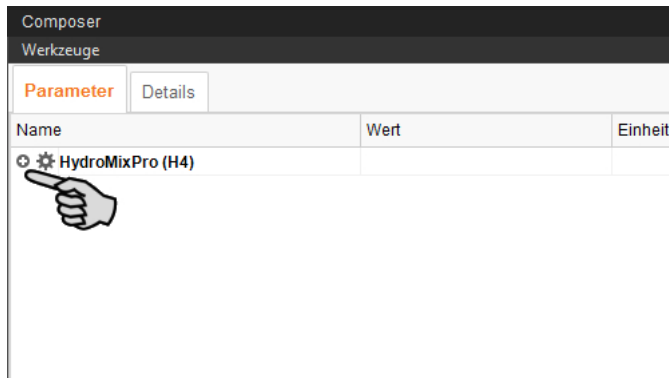 Composer
Werkzeuge
Parameter Details
Name Wert Einheit
HydroMixPro (H4)